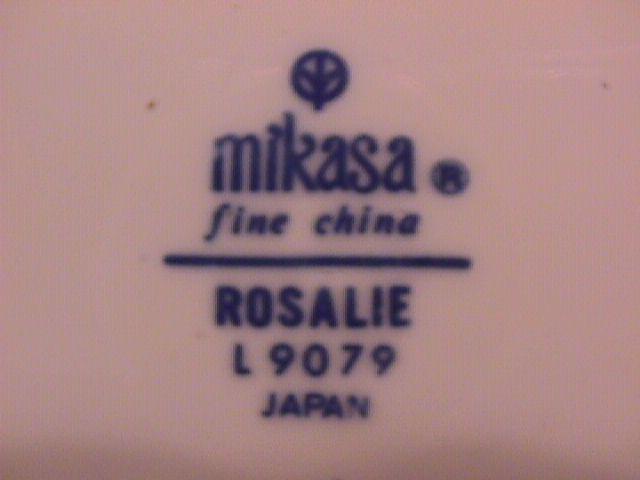 mikasa ®
fine china
ROSALIE
L 9079
JAPAN